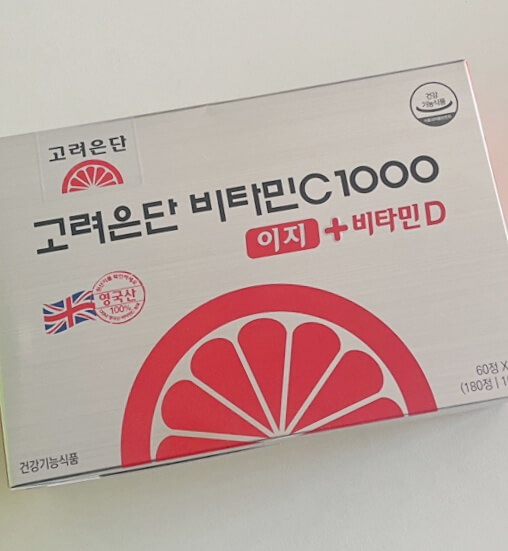 건강
기능식품
고려은단
고려은단 비타민C1000
이지 + 비타민D
영국산
100%
60정 X
(180정 | 1
건강기능식품